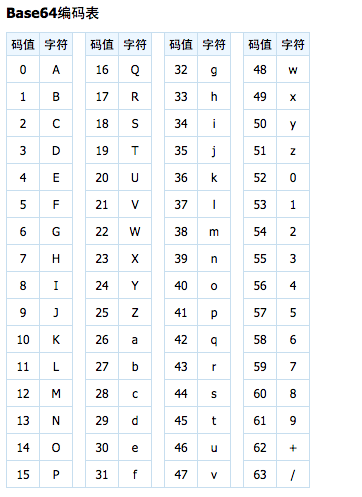 Base64编码表
码值 字符 码值 字符 码值 字符 码值 字符
0 A 16 Q 32 g 48 w
1 B 17 R 33 h 49 x
2 C 18 S 34 i 50 y
3 D 19 T 35 j 51 z
4 E 20 U 36 k 52 0
5 F 21 V 37 l 53 1
6 G 22 W 38 m 54 2
7 H 23 X 39 n 55 3
8 I 24 Y 40 o 56 4
9 J 25 Z 41 p 57 5
10 K 26 a 42 q 58 6
11 L 27 b 43 r 59 7
12 M 28 c 44 s 60 8
13 N 29 d 45 t 61 9
14 O 30 e 46 u 62 +
15 P 31 f 47 v 63 /